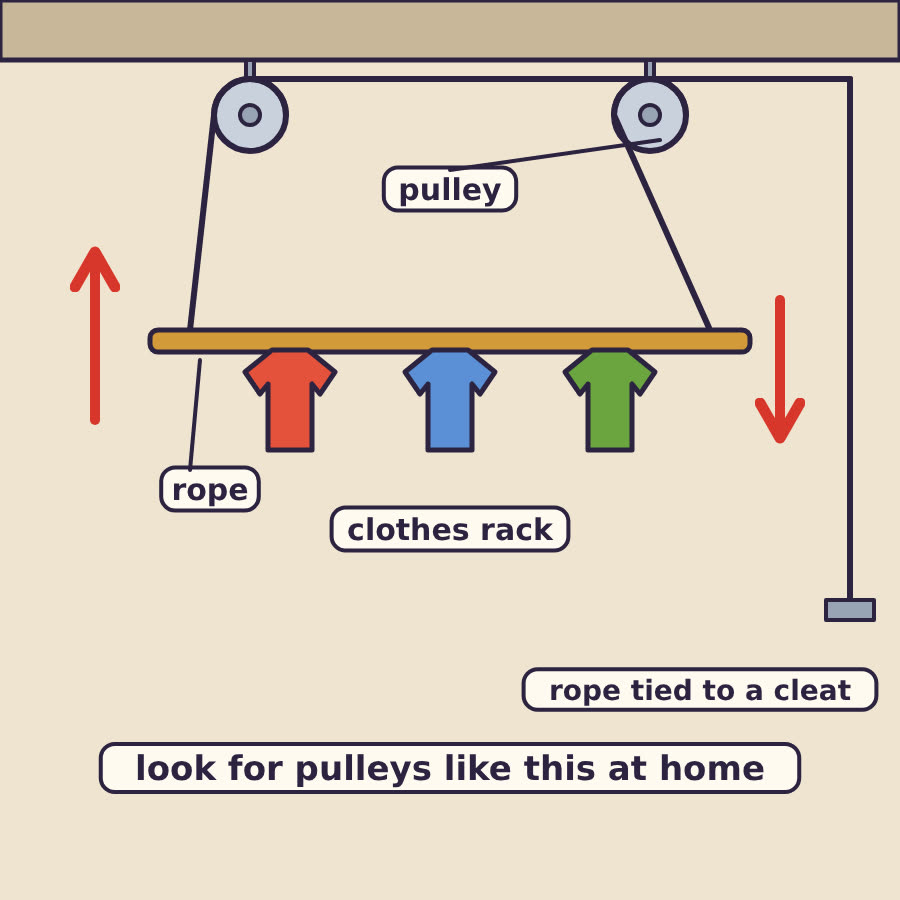 pulley
rope
clothes rack
rope tied to a cleat
look for pulleys like this at home